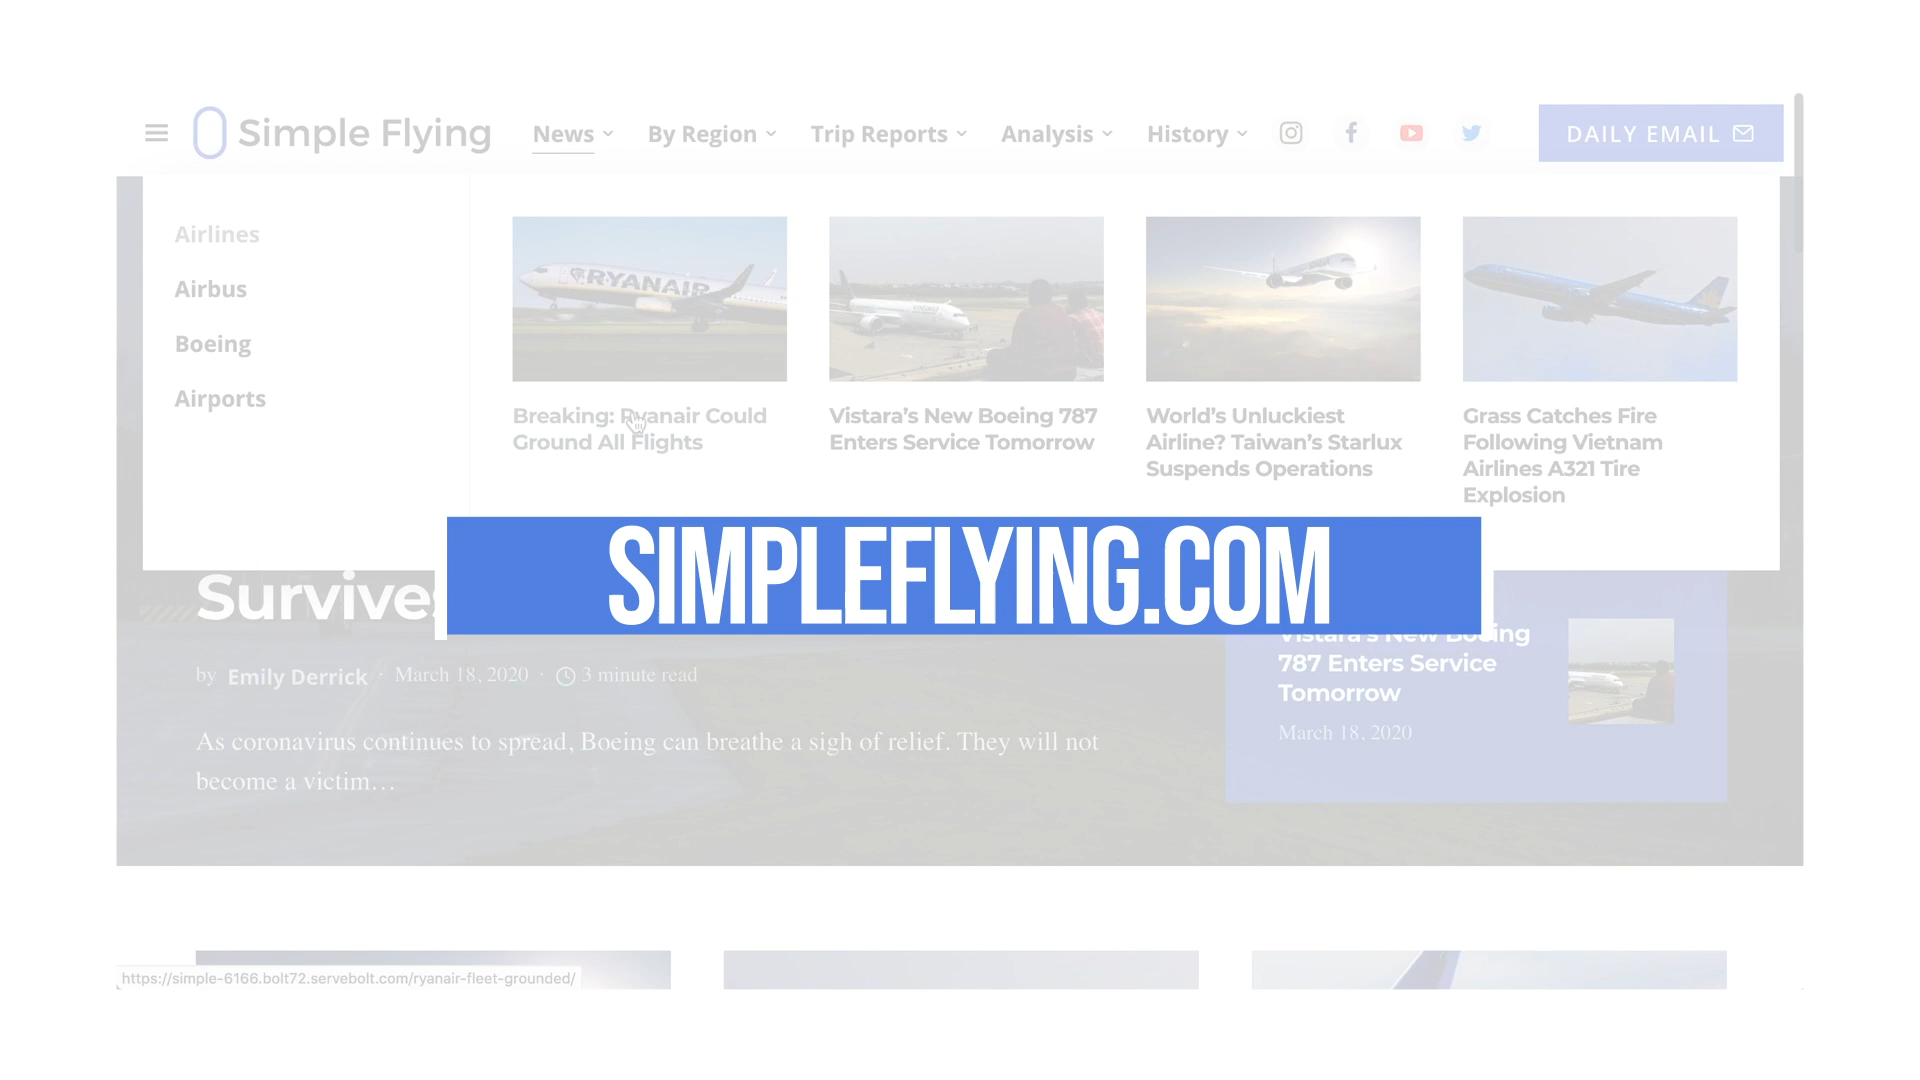 Simple Flying
News
By Region
Trip Reports
Analysis
History
DAILY EMAIL
Airlines
Airbus
Boeing
Airports
RYANAIR
Breaking: Ryanair Could
Ground All Flights
Vistara's New Boeing 787
Enters Service Tomorrow
World's Unluckiest
Airline? Taiwan's Starlux
Suspends Operations
Grass Catches Fire
Following Vietnam
Airlines A321 Tire
Explosion
SIMPLEFLYING.COM
by Emily Derrick · March 18, 2020 · 3 minute read
As coronavirus continues to spread, Boeing can breathe a sigh of relief. They will not
become a victim…
Vistara's New Boeing
787 Enters Service
Tomorrow
March 18, 2020
https://simple-6166.bolt72.servebolt.com/ryanair-fleet-grounded/